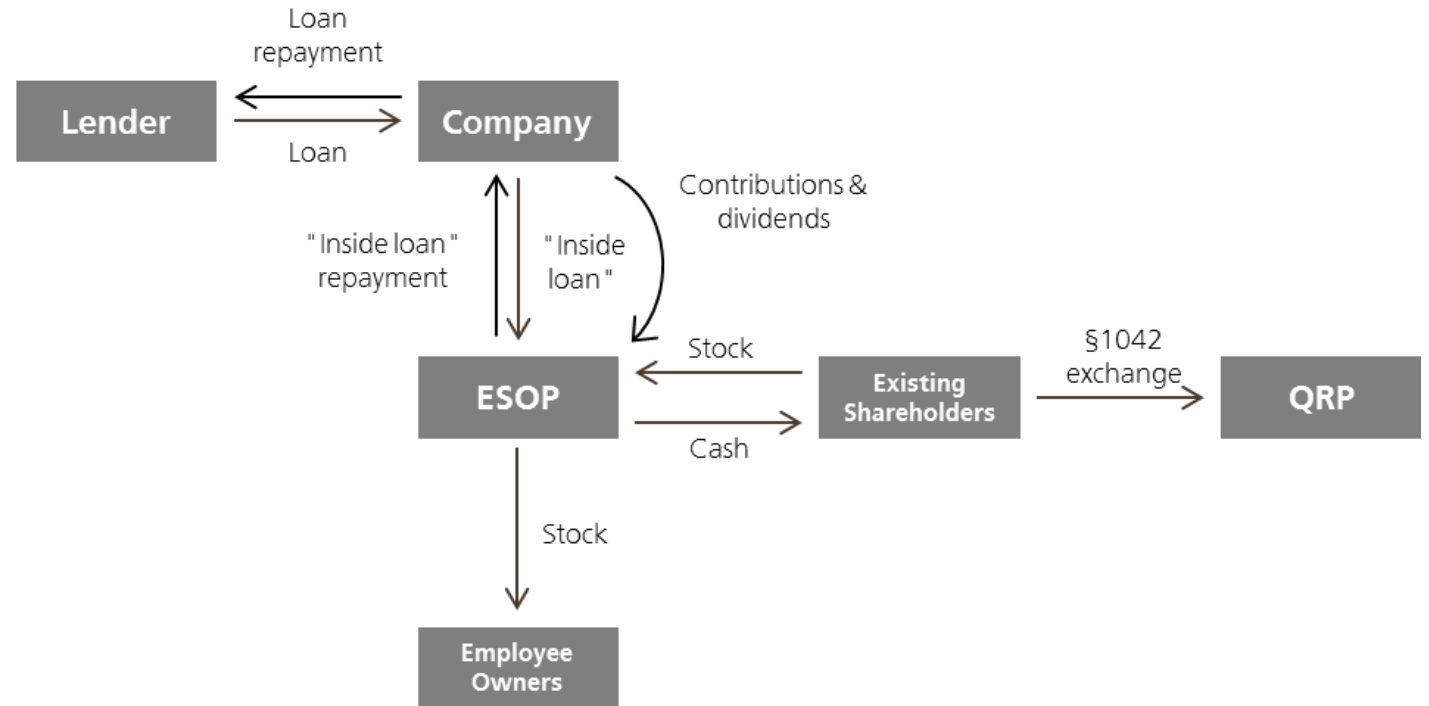 Loan
repayment
Lender
Company
Loan
Contributions &
dividends
"Inside loan"
repayment
"Inside
loan"
Stock
§1042
exchange
ESOP
Existing
Shareholders
QRP
Cash
Stock
Employee
Owners